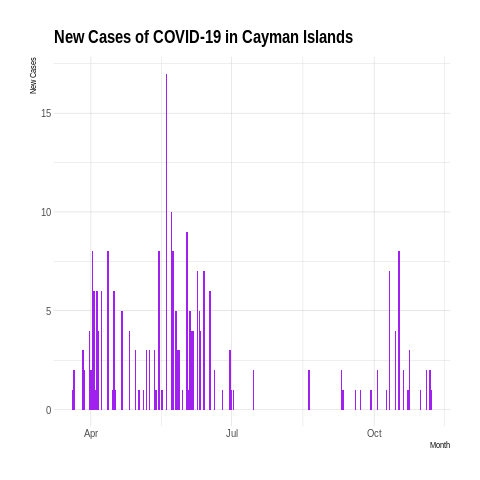 New Cases of COVID-19 in Cayman Islands
New Cases
15
10
5
0
Apr
Jul
Oct
Month